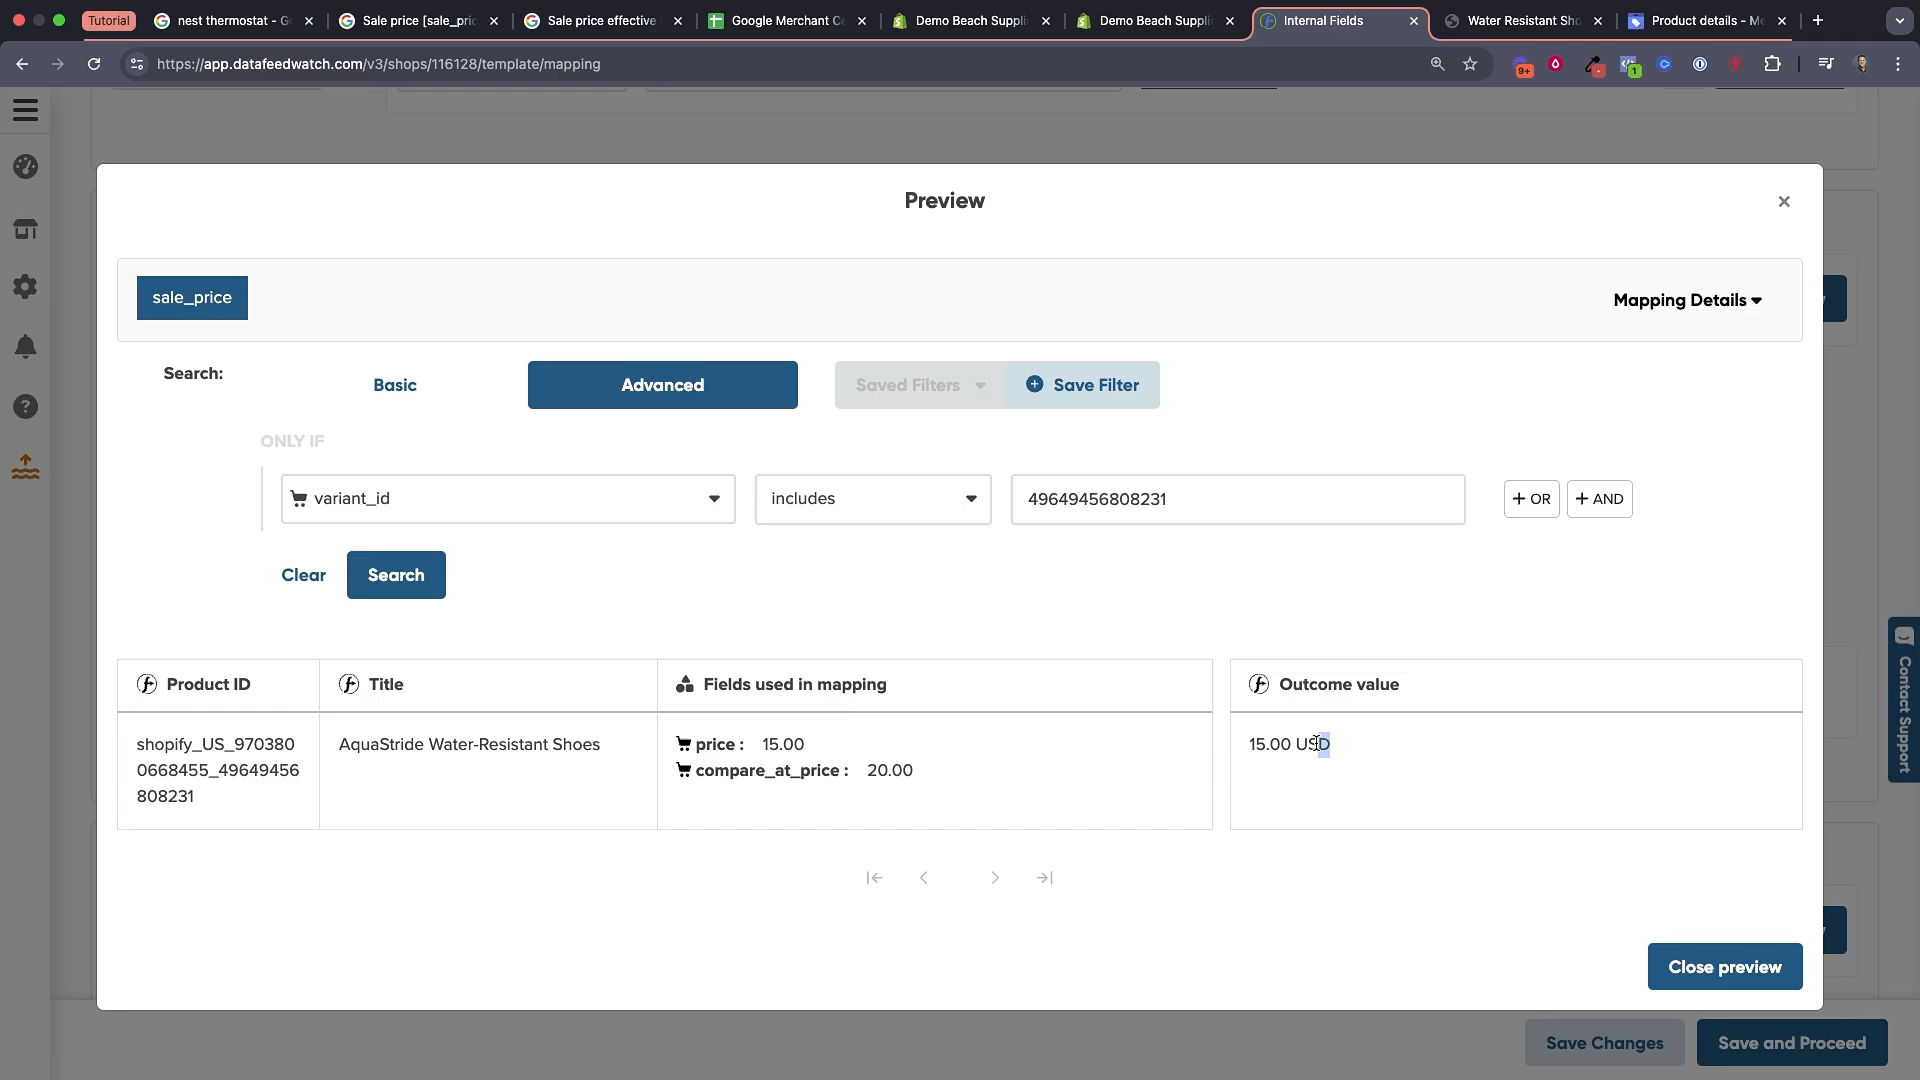 Tutorial
nest thermostat - G
Sale price [sale_pric
Sale price effective
Google Merchant C
Demo Beach Suppli
Demo Beach Suppli
Internal Fields
Water Resistant Sho
Product details - Me
https://app.datafeedwatch.com/v3/shops/116128/template/mapping
9+
1
Preview
sale_price
Mapping Details
Search:
Basic
Advanced
Saved Filters
Save Filter
ONLY IF
variant_id
includes
49649456808231
+ OR
+ AND
Clear
Search
Product ID
Title
Fields used in mapping
Outcome value
shopify_US_970380
0668455_49649456
808231
AquaStride Water-Resistant Shoes
price : 15.00
compare_at_price : 20.00
15.00 USD
Close preview
Contact Support
Save Changes
Save and Proceed